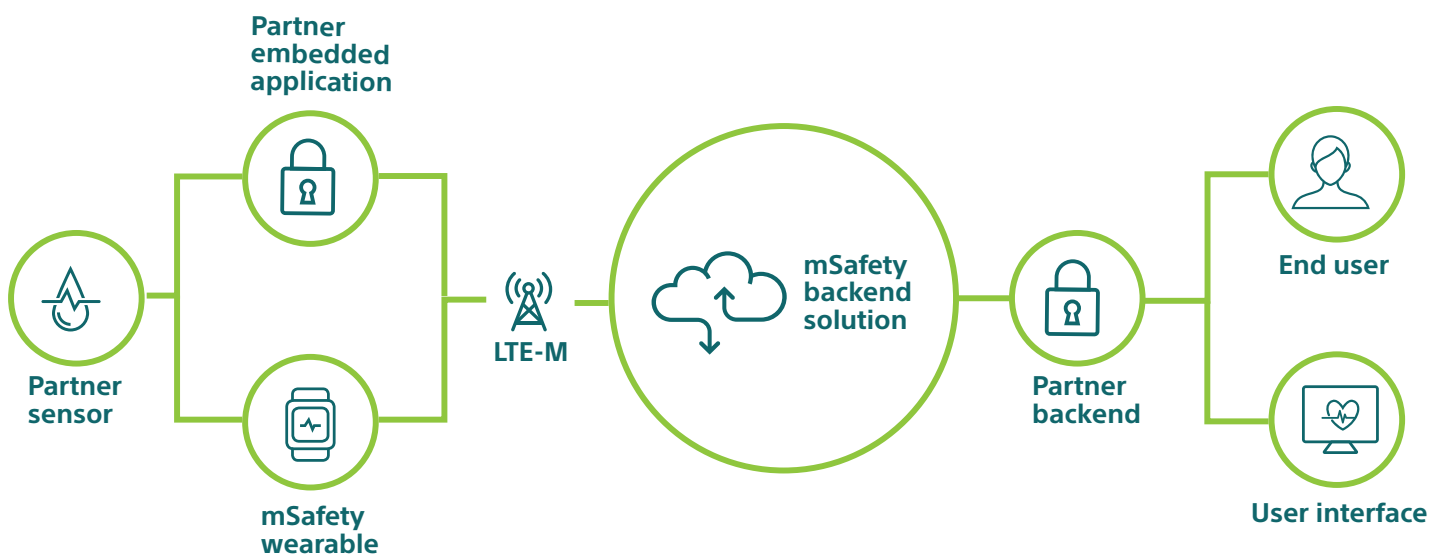 Partner
embedded
application
Partner
sensor
mSafety
wearable
LTE-M
mSafety
backend
solution
Partner
backend
End user
User interface